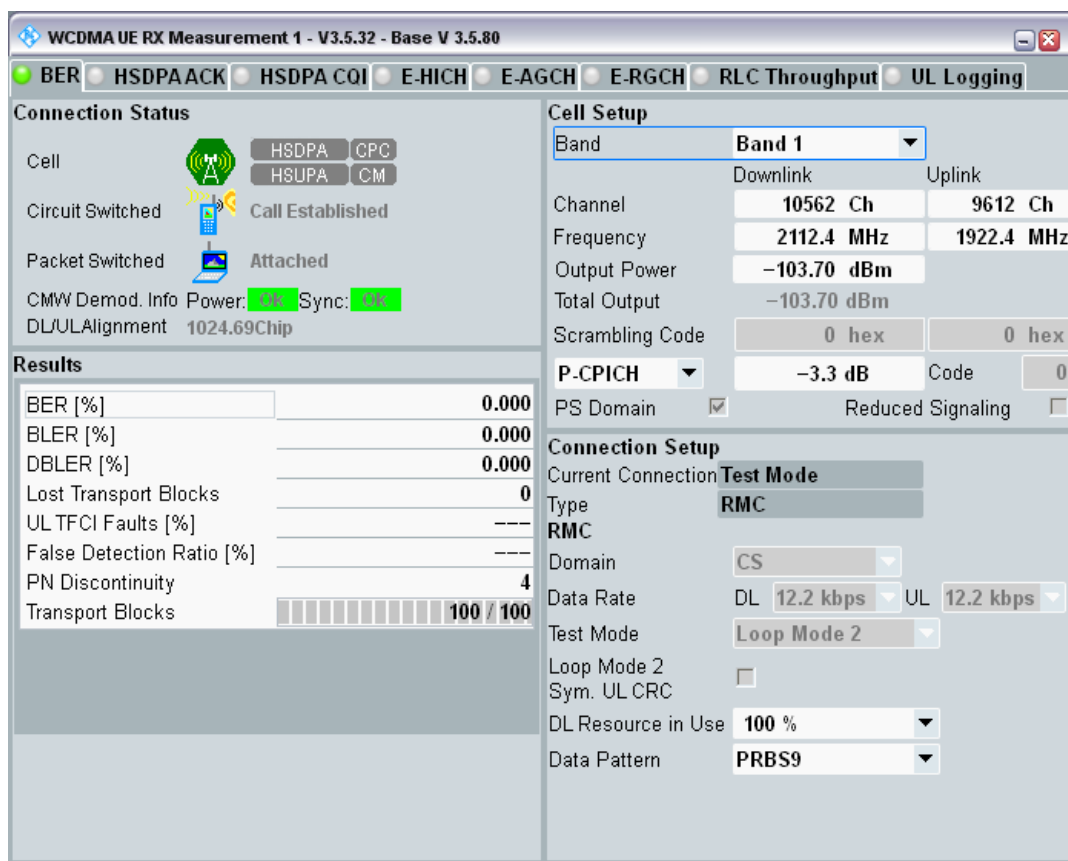 WCDMA UE RX Measurement 1 - V3.5.32 - Base V 3.5.80
BER HSDPA ACK HSDPA CQI E-HICH E-AGCH E-RGCH RLC Throughput UL Logging
Connection Status
Cell HSDPA CPC
HSUPA CM
Circuit Switched Call Established
Packet Switched Attached
CMW Demod. Info Power: Ok Sync: Ok
DL/ULAlignment 1024.69Chip
Results
BER [%] 0.000
BLER [%] 0.000
DBLER [%] 0.000
Lost Transport Blocks 0
UL TFCI Faults [%] ---
False Detection Ratio [%] ---
PN Discontinuity 4
Transport Blocks 100 / 100
Cell Setup
Band Band 1
Downlink Uplink
Channel 10562 Ch 9612 Ch
Frequency 2112.4 MHz 1922.4 MHz
Output Power −103.70 dBm
Total Output −103.70 dBm
Scrambling Code 0 hex 0 hex
P-CPICH −3.3 dB Code 0
PS Domain Reduced Signaling
Connection Setup
Current Connection Test Mode
Type RMC
RMC
Domain CS
Data Rate DL 12.2 kbps UL 12.2 kbps
Test Mode Loop Mode 2
Loop Mode 2
Sym. UL CRC
DL Resource in Use 100 %
Data Pattern PRBS9